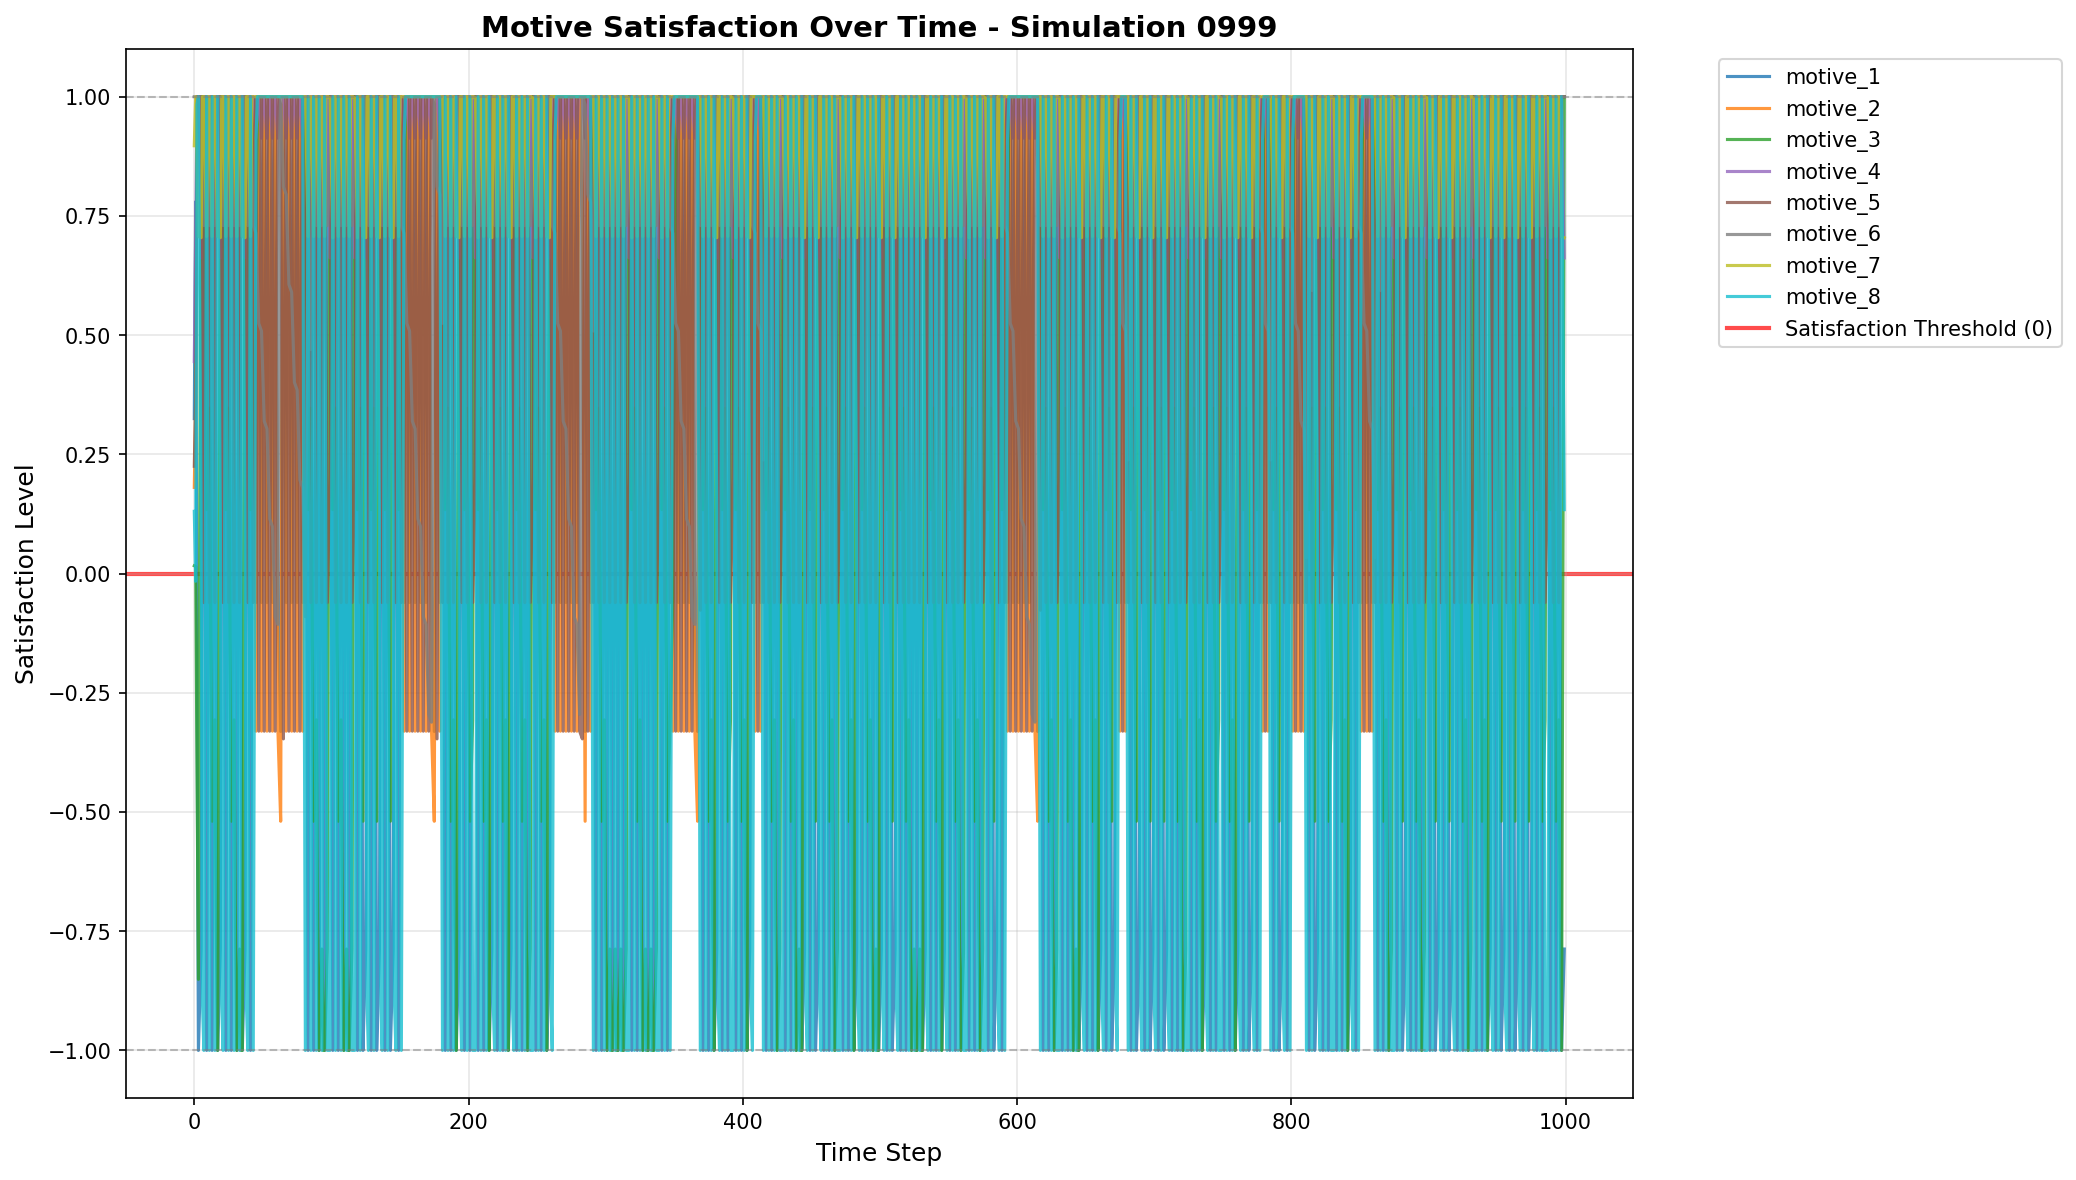 Motive Satisfaction Over Time - Simulation 0999
1.00
0.75
0.50
0.25
0.00
−0.25
−0.50
−0.75
−1.00
Satisfaction Level
0
200
400
600
800
1000
Time Step
motive_1
motive_2
motive_3
motive_4
motive_5
motive_6
motive_7
motive_8
Satisfaction Threshold (0)